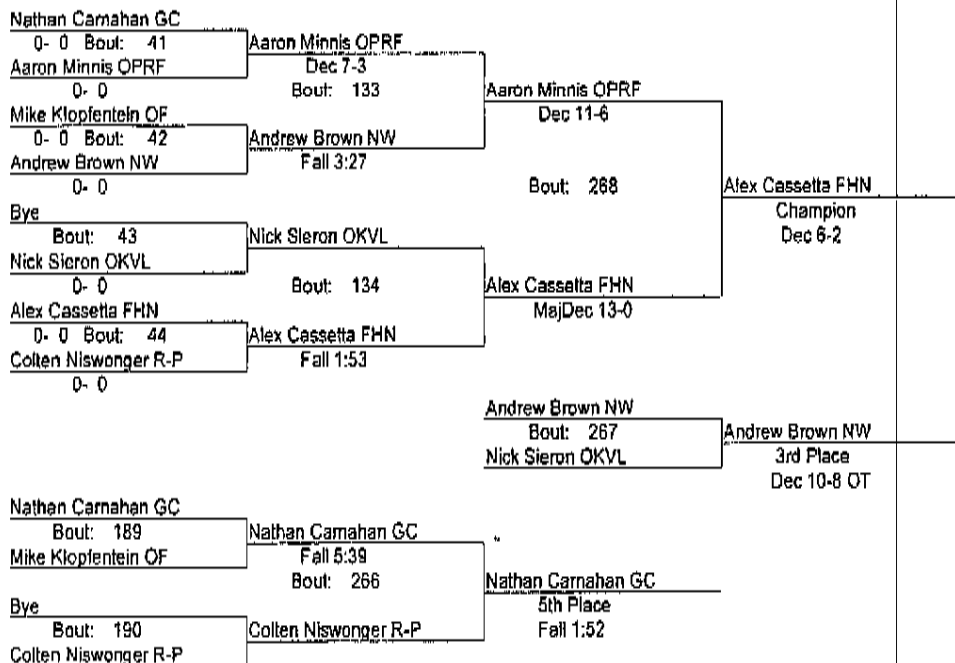 Nathan Carnahan GC
0- 0 Bout: 41
Aaron Minnis OPRF
0- 0
Mike Klopfentein OF
0- 0 Bout: 42
Andrew Brown NW
0- 0
Bye
Bout: 43
Nick Sieron OKVL
0- 0
Alex Cassetta FHN
0- 0 Bout: 44
Colten Niswonger R-P
0- 0
Aaron Minnis OPRF
Dec 7-3
Bout: 133
Andrew Brown NW
Fall 3:27
Nick Sieron OKVL
Bout: 134
Alex Cassetta FHN
Fall 1:53
Aaron Minnis OPRF
Dec 11-6
Bout: 268
Alex Cassetta FHN
MajDec 13-0
Alex Cassetta FHN
Champion
Dec 6-2
Andrew Brown NW
Bout: 267
Nick Sieron OKVL
Andrew Brown NW
3rd Place
Dec 10-8 OT
Nathan Carnahan GC
Bout: 189
Mike Klopfentein OF
Bye
Bout: 190
Colten Niswonger R-P
Nathan Carnahan GC
Fall 5:39
Bout: 266
Colten Niswonger R-P
Nathan Carnahan GC
5th Place
Fall 1:52